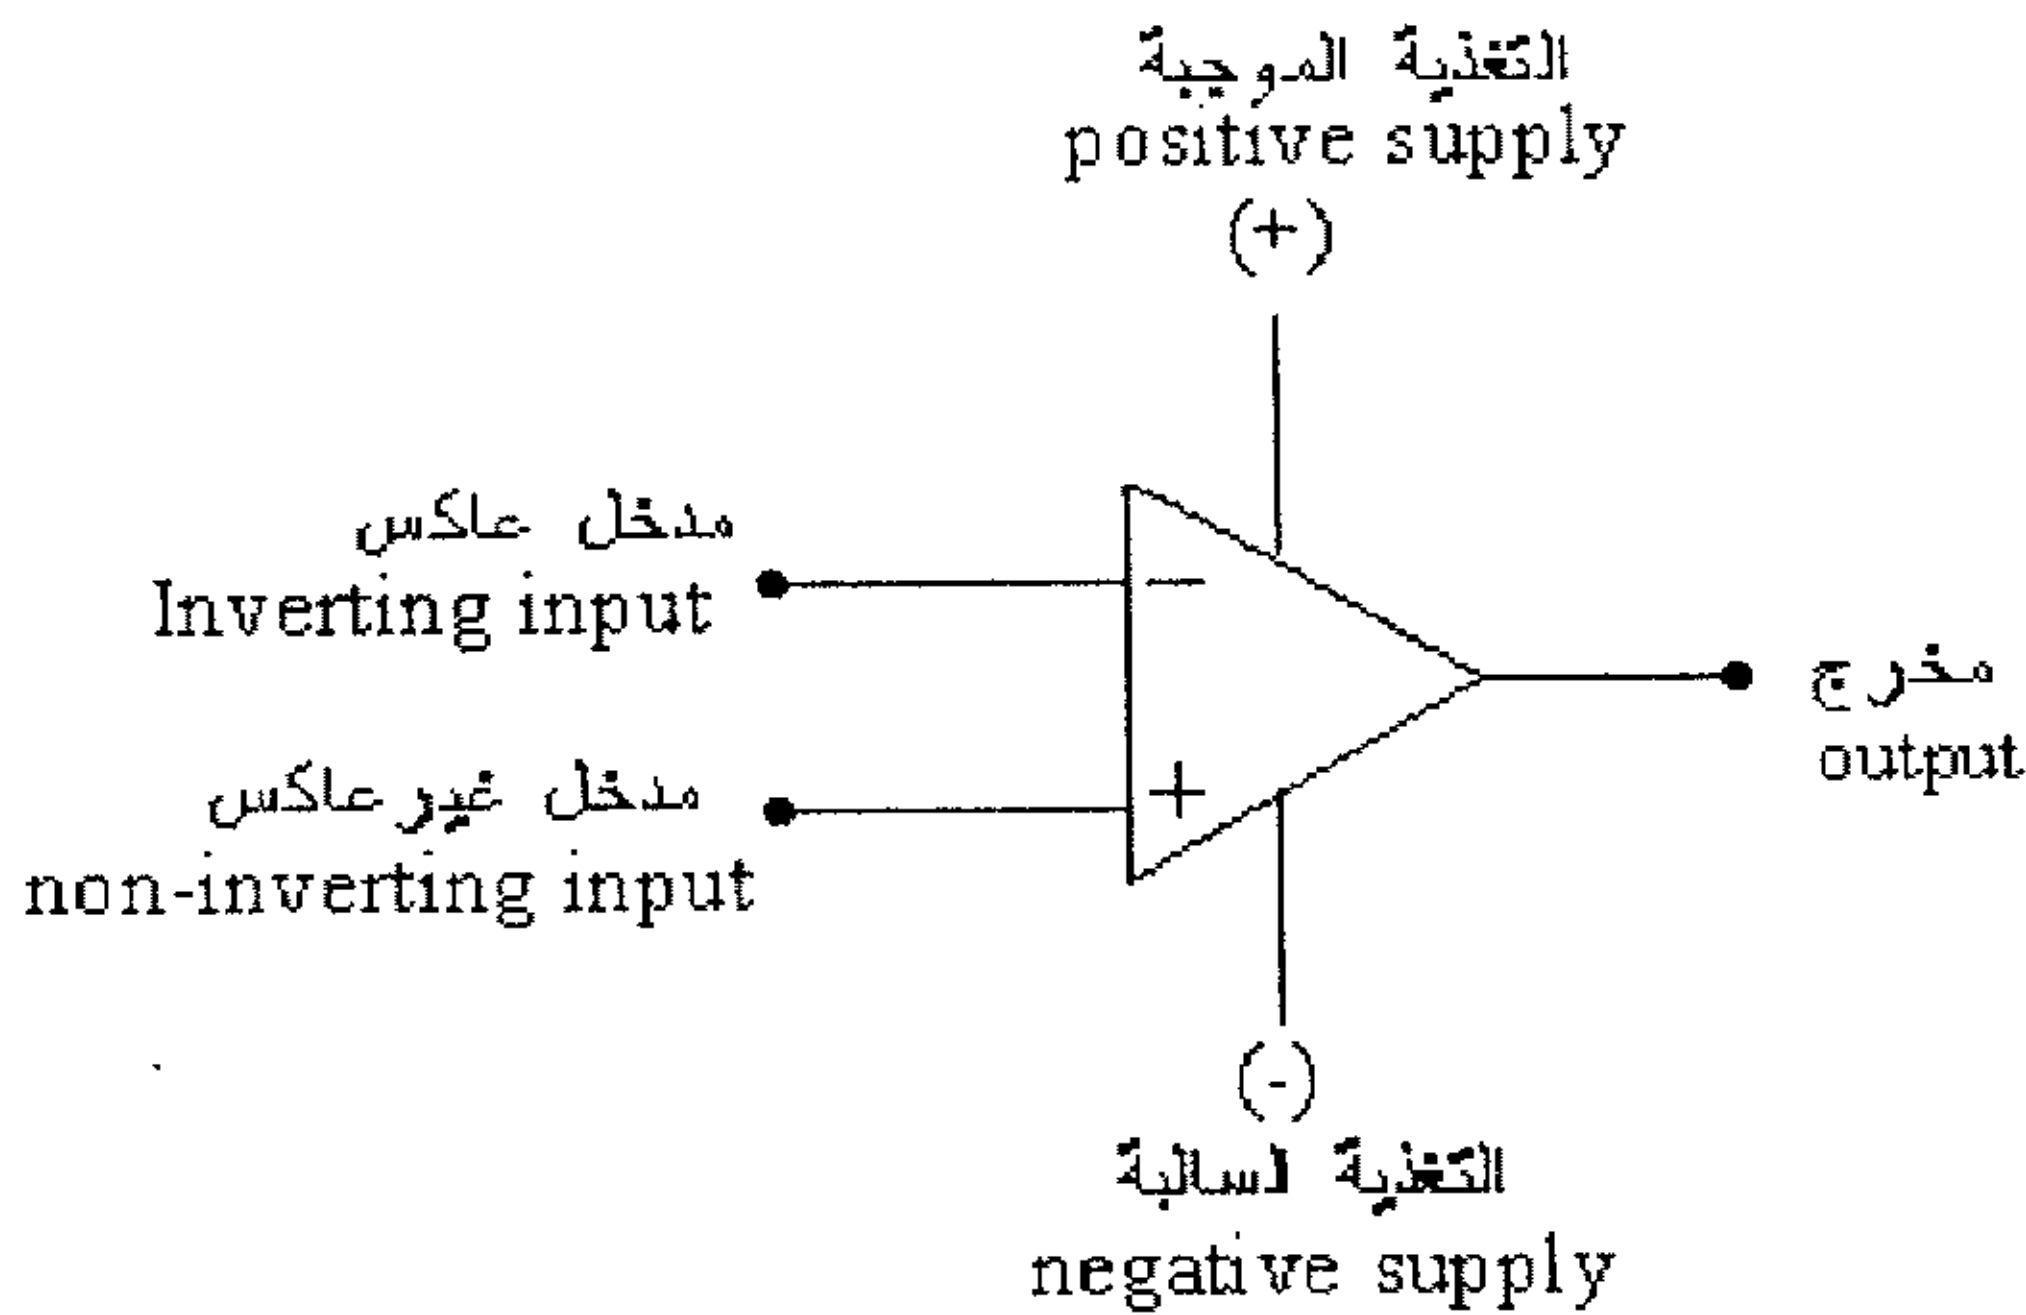 التغذية الموجبة
positive supply
(+)
مدخل عاكس
Inverting input
−
مخرج
output
مدخل غير عاكس
non-inverting input
+
(-)
التغذية لسالبة
negative supply